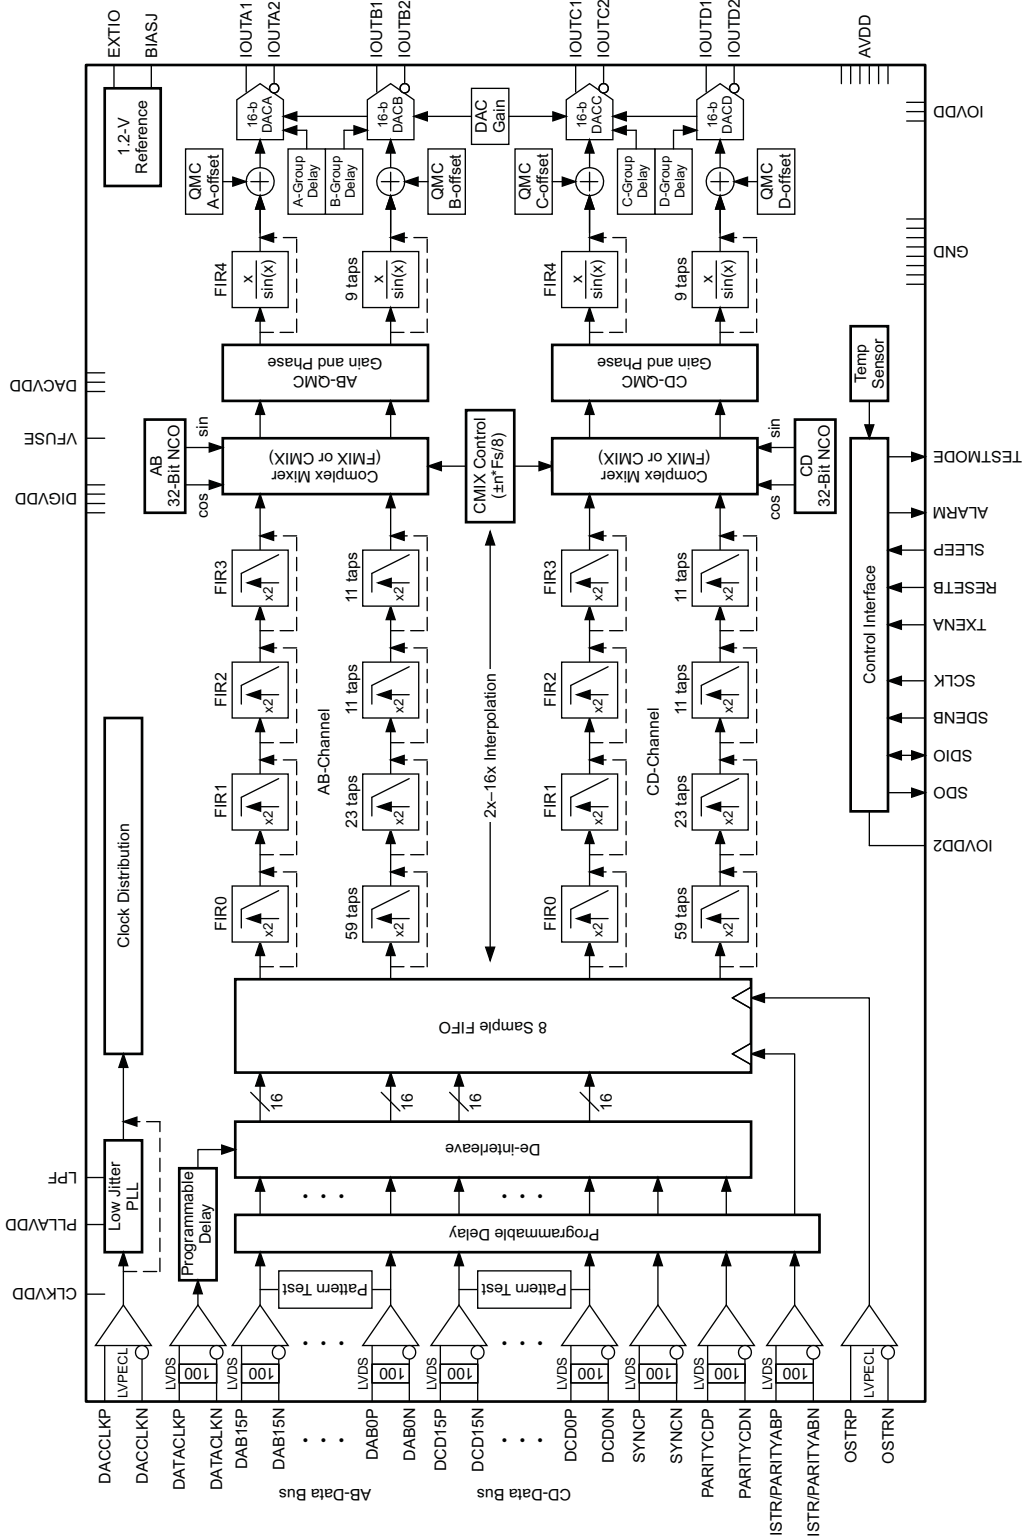 DACCLKP
DACCLKN
DATACLKP
DATACLKN
DAB15P
DAB15N
DAB0P
DAB0N
DCD15P
DCD15N
DCD0P
DCD0N
SYNCP
SYNCN
PARITYCDP
PARITYCDN
ISTR/PARITYABP
ISTR/PARITYABN
OSTRP
OSTRN
AB-Data Bus
CD-Data Bus
LVPECL
LVDS
100
LVDS
100
LVDS
100
LVDS
100
LVDS
100
LVDS
100
LVDS
100
LVDS
100
LVPECL
Pattern Test
Pattern Test
CLKVDD
PLLAVDD
LPF
DIGVDD
VFUSE
DACVDD
Low Jitter
PLL
Clock Distribution
Programmable
Delay
Programmable Delay
De-interleave
16
16
16
16
8 Sample FIFO
FIR0
x2
59 taps
x2
FIR1
x2
23 taps
x2
FIR2
x2
11 taps
x2
FIR3
x2
11 taps
x2
AB-Channel
2x–16x Interpolation
CD-Channel
FIR0
x2
59 taps
x2
FIR1
x2
23 taps
x2
FIR2
x2
11 taps
x2
FIR3
x2
11 taps
x2
AB
32-Bit NCO
cos
sin
Complex Mixer
(FMIX or CMIX)
CMIX Control
(±n*Fs/8)
Complex Mixer
(FMIX or CMIX)
cos
sin
CD
32-Bit NCO
AB-QMC
Gain and Phase
CD-QMC
Gain and Phase
FIR4
x
sin(x)
9 taps
x
sin(x)
FIR4
x
sin(x)
9 taps
x
sin(x)
QMC
A-offset
A-Group
Delay
B-Group
Delay
QMC
B-offset
QMC
C-offset
C-Group
Delay
D-Group
Delay
QMC
D-offset
1.2-V
Reference
16-b
DACA
16-b
DACB
DAC
Gain
16-b
DACC
16-b
DACD
EXTIO
BIASJ
IOUTA1
IOUTA2
IOUTB1
IOUTB2
IOUTC1
IOUTC2
IOUTD1
IOUTD2
AVDD
IOVDD
GND
Temp
Sensor
Control Interface
TESTMODE
ALARM
SLEEP
RESETB
TXENA
SCLK
SDENB
SDIO
SDO
IOVDD2